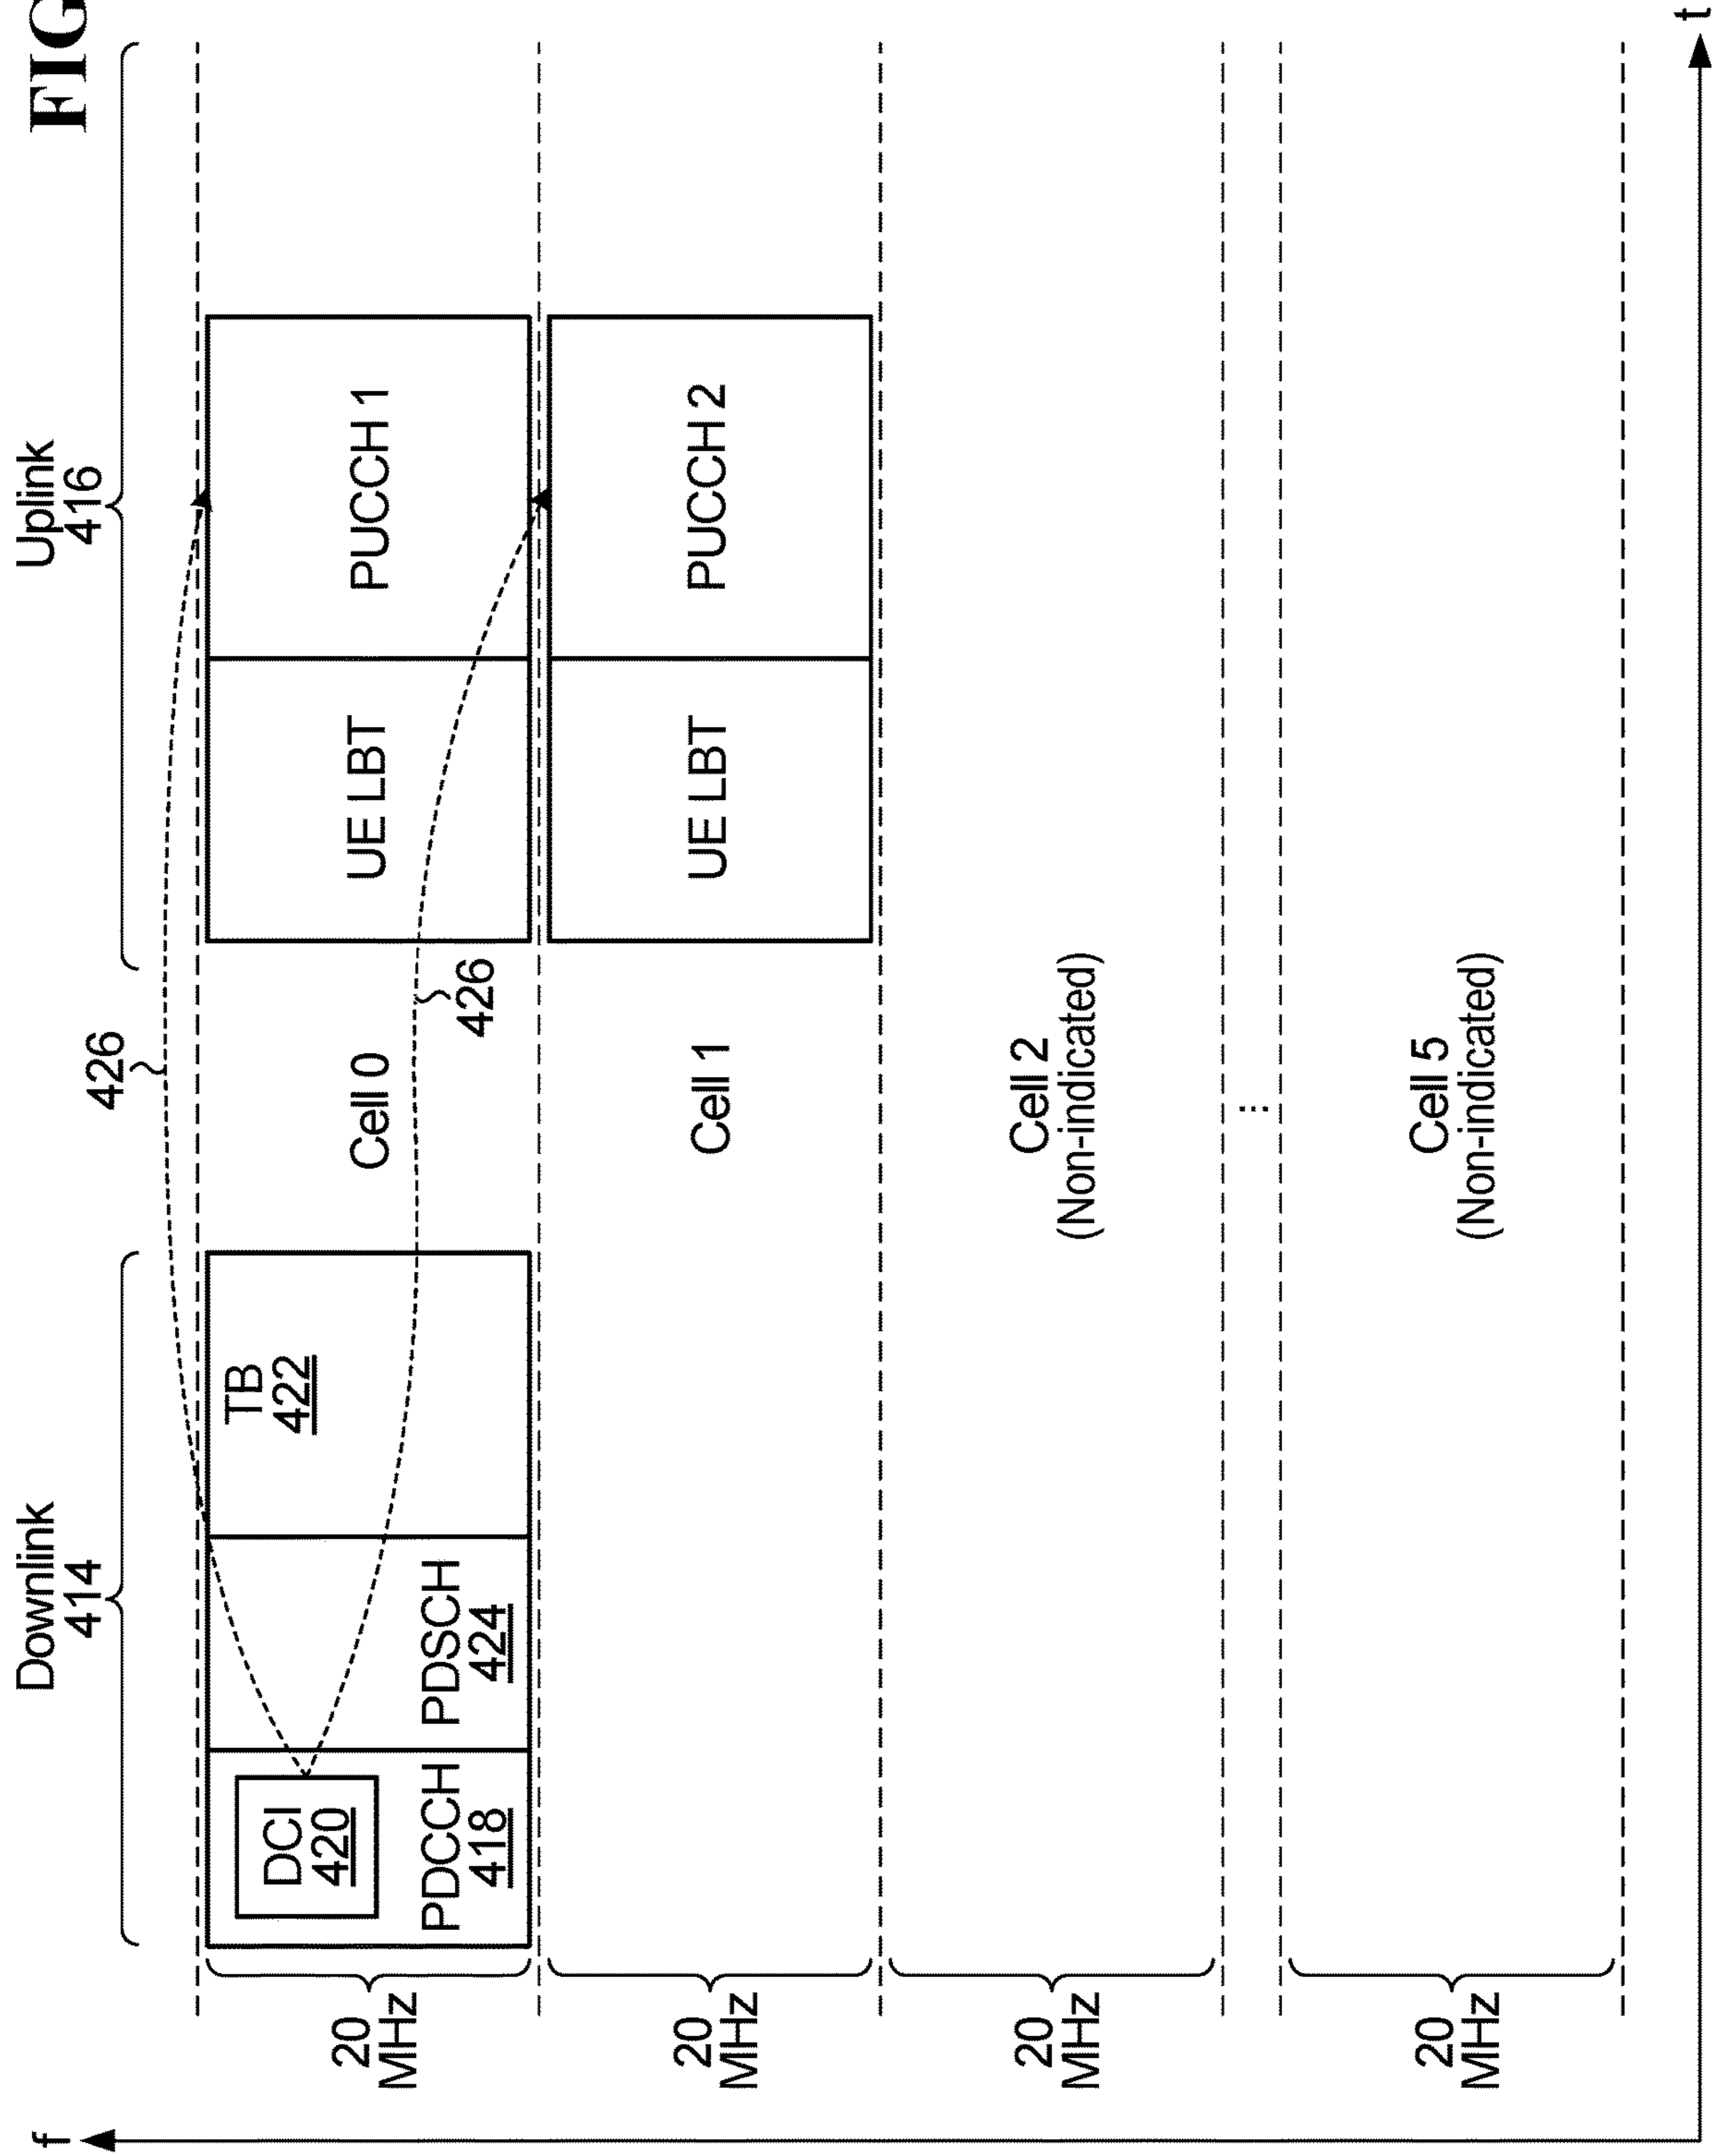 FIG
Downlink
414
Uplink
416
426
f
20
MHz
DCI
420
PDCCH
418
PDSCH
424
TB
422
Cell 0
426
UE LBT
PUCCH 1
20
MHz
Cell 1
UE LBT
PUCCH 2
20
MHz
Cell 2
(Non-indicated)
...
20
MHz
Cell 5
(Non-indicated)
t